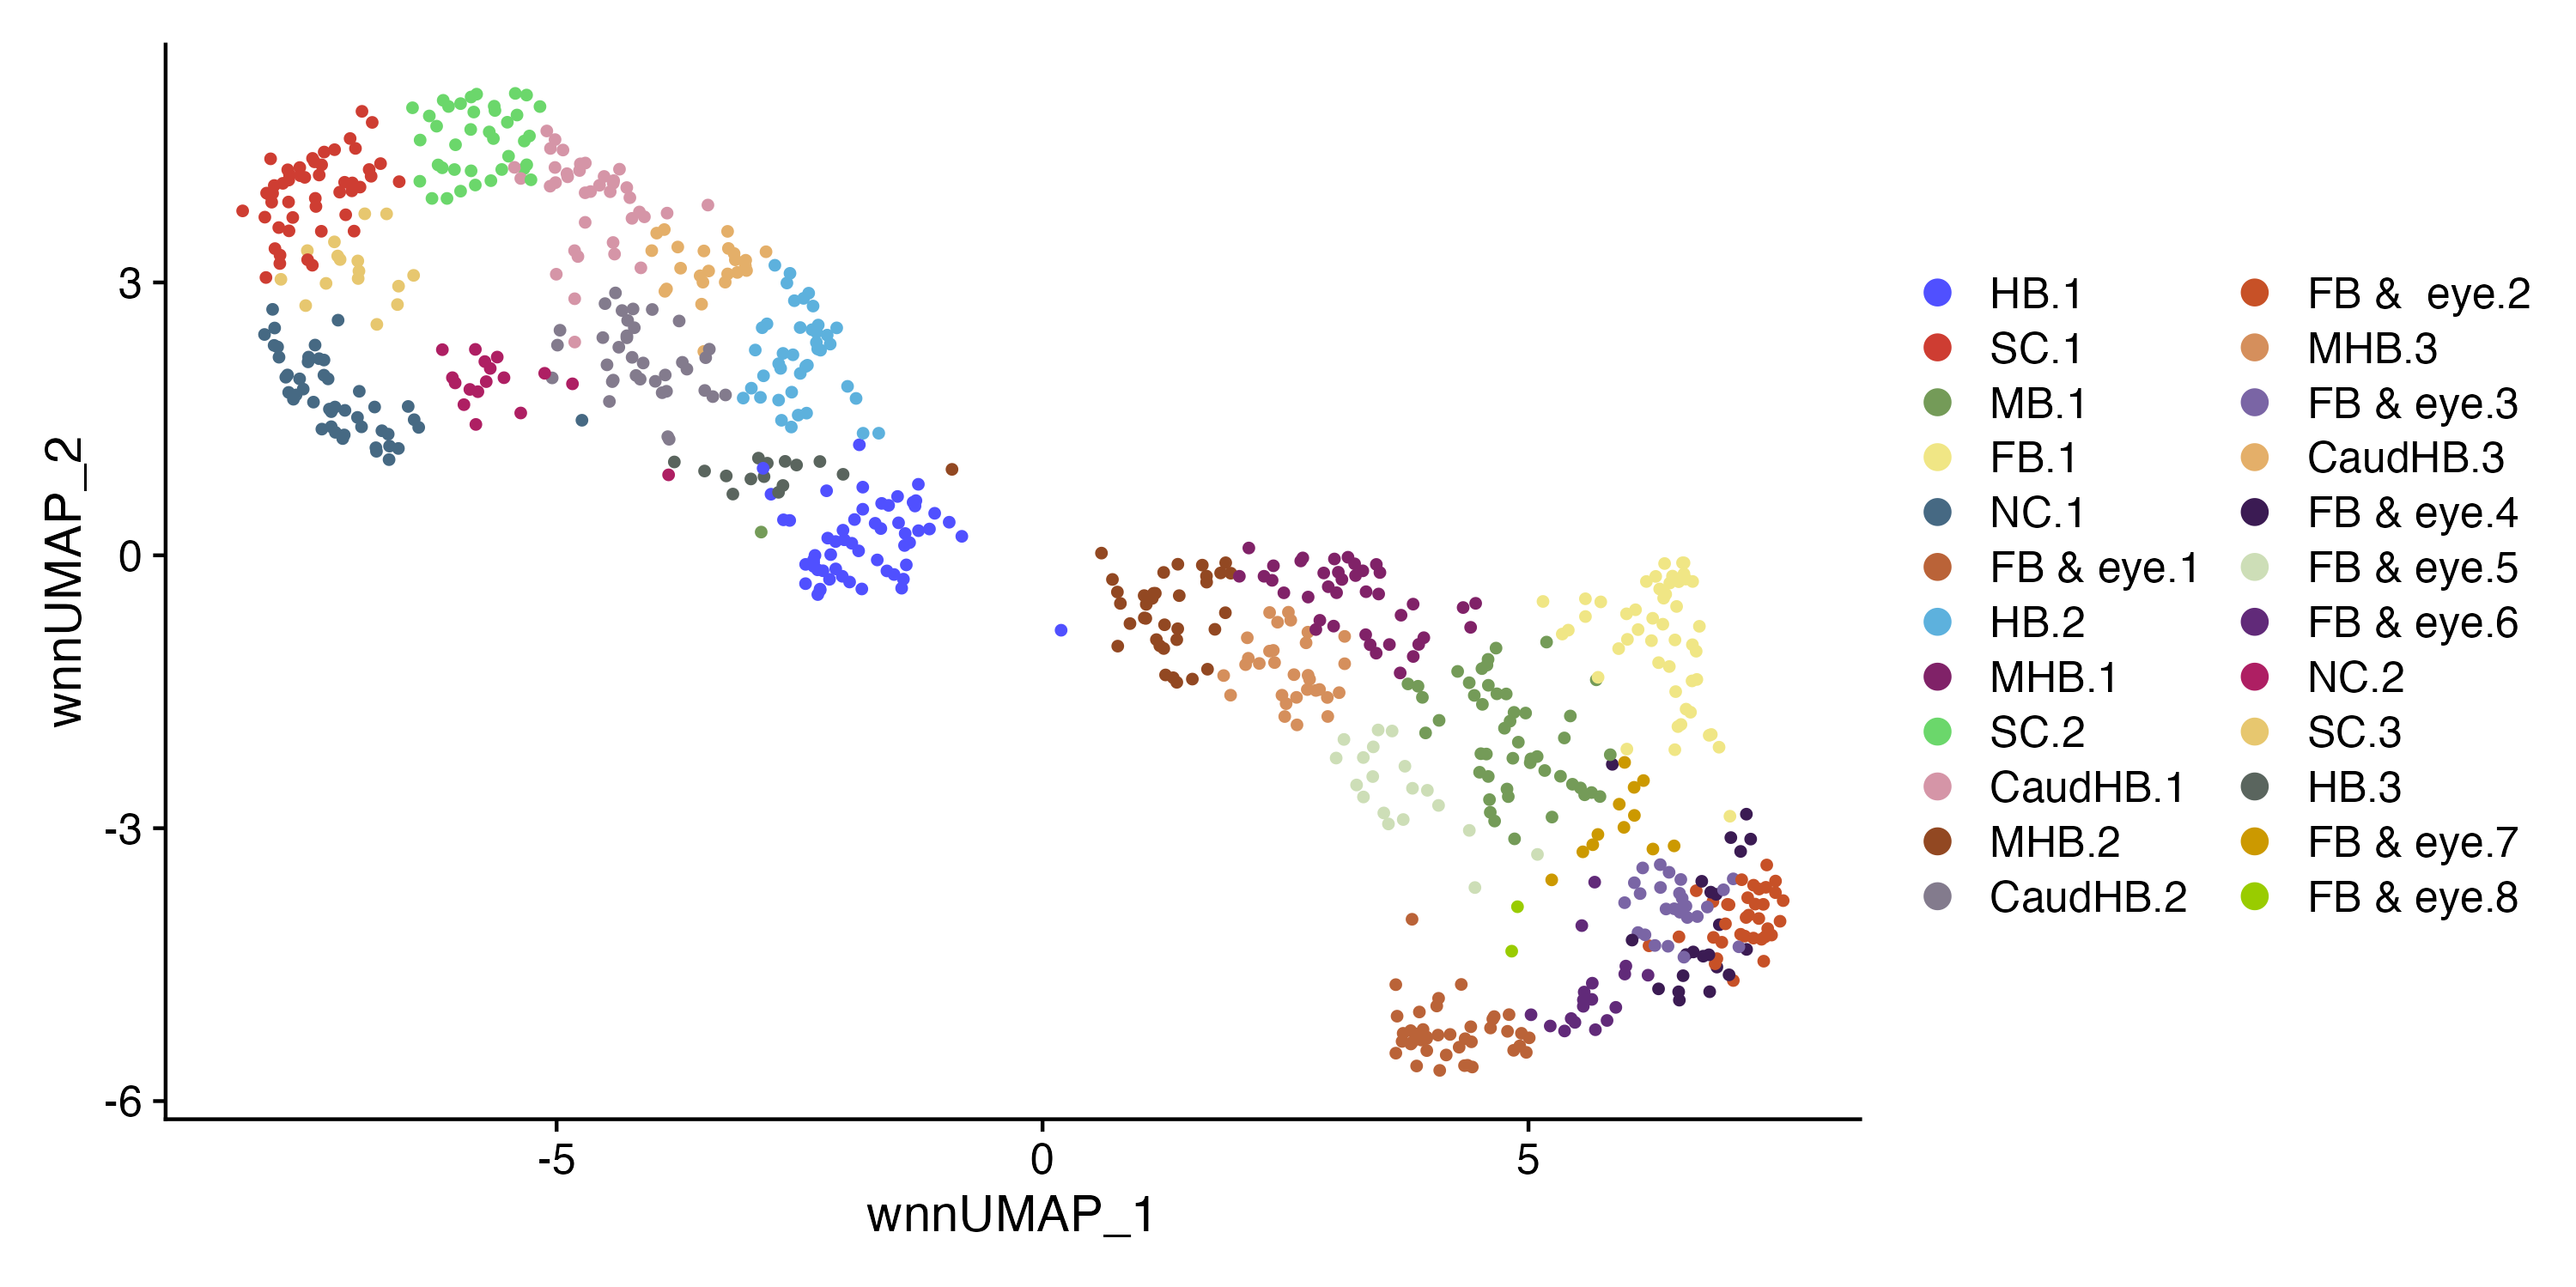 3
0
-3
-6
wnnUMAP_2
-5
0
5
wnnUMAP_1
HB.1
SC.1
MB.1
FB.1
NC.1
FB & eye.1
HB.2
MHB.1
SC.2
CaudHB.1
MHB.2
CaudHB.2
FB &  eye.2
MHB.3
FB & eye.3
CaudHB.3
FB & eye.4
FB & eye.5
FB & eye.6
NC.2
SC.3
HB.3
FB & eye.7
FB & eye.8